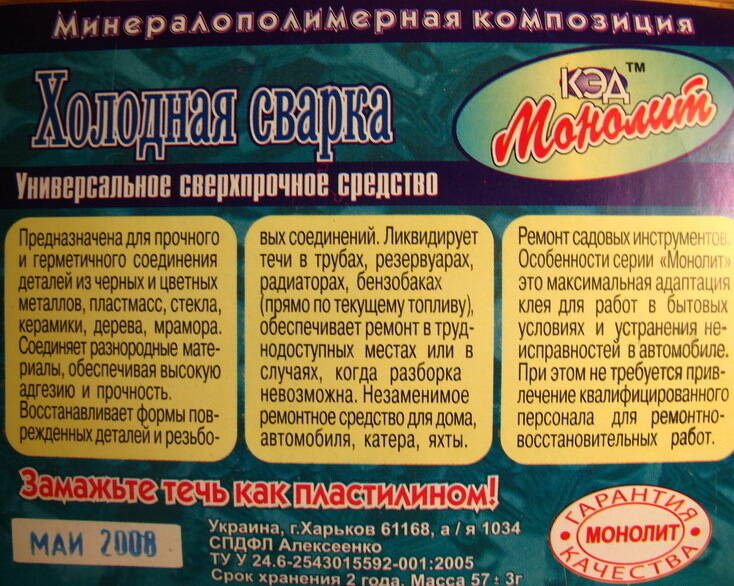 Минералополимерная композиция
Холодная сварка
КЭД™
Монолит
Универсальное сверхпрочное средство
Предназначена для прочного
и герметичного соединения
деталей из черных и цветных
металлов, пластмасс, стекла,
керамики, дерева, мрамора.
Соединяет разнородные мате-
риалы, обеспечивая высокую
адгезию и прочность.
Восстанавливает формы пов-
режденных деталей и резьбо-
вых соединений. Ликвидирует
течи в трубах, резервуарах,
радиаторах, бензобаках
(прямо по текущему топливу),
обеспечивает ремонт в труд-
нодоступных местах или в
случаях, когда разборка
невозможна. Незаменимое
ремонтное средство для дома,
автомобиля, катера, яхты.
Ремонт садовых инструментов.
Особенности серии «Монолит»
это максимальная адаптация
клея для работ в бытовых
условиях и устранения не-
исправностей в автомобиле.
При этом не требуется прив-
лечение квалифицированного
персонала для ремонтно-
восстановительных работ.
Замажьте течь как пластилином!
МАЙ 2008
Украина, г.Харьков 61168, а / я 1034
СПДФЛ Алексеенко
ТУ У 24.6-2543015592-001:2005
Срок хранения 2 года. Масса 57 ± 3г
ГАРАНТИЯ
МОНОЛИТ
КАЧЕСТВА